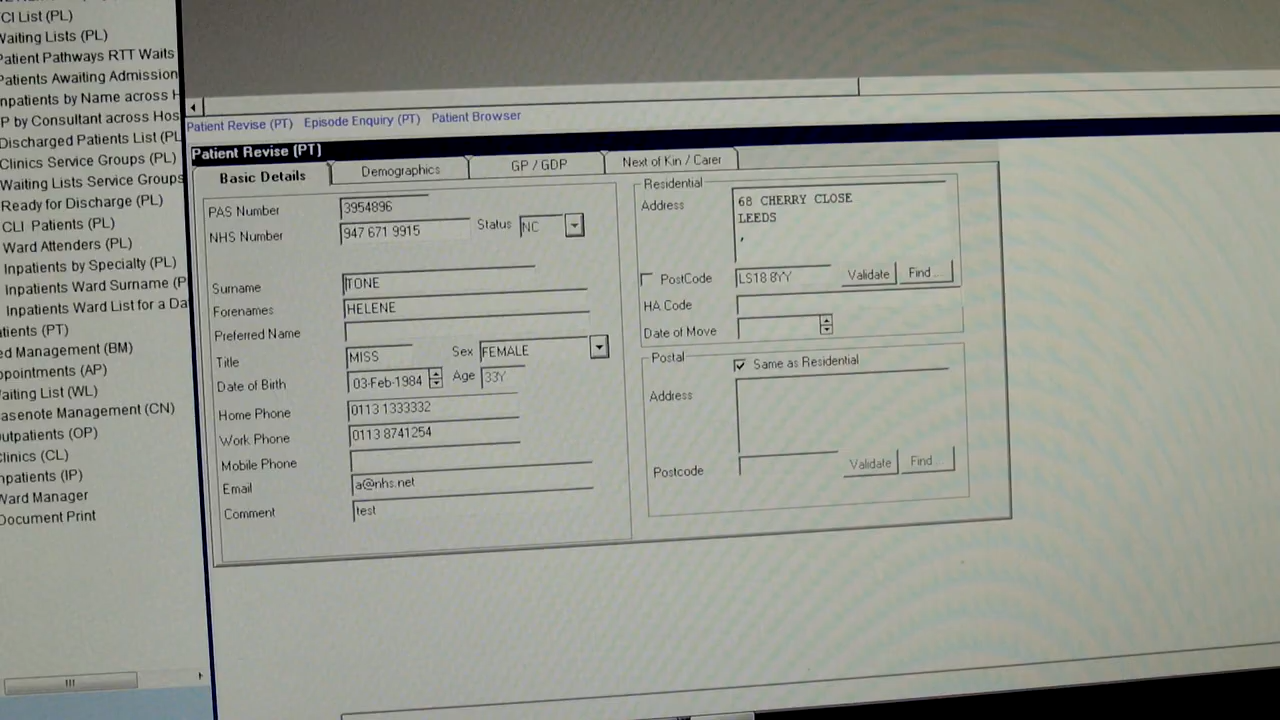 CI List (PL)
Waiting Lists (PL)
Patient Pathways RTT Waits
Patients Awaiting Admission
npatients by Name across H
P by Consultant across Hos
Discharged Patients List (PL
Clinics Service Groups (PL)
Waiting Lists Service Groups
Ready for Discharge (PL)
CLI Patients (PL)
Ward Attenders (PL)
Inpatients by Specialty (PL)
Inpatients Ward Surname (P
Inpatients Ward List for a Da
atients (PT)
ed Management (BM)
ppointments (AP)
aiting List (WL)
asenote Management (CN)
utpatients (OP)
linics (CL)
npatients (IP)
Ward Manager
Document Print
Patient Revise (PT) Episode Enquiry (PT) Patient Browser
Patient Revise (PT)
Basic Details Demographics GP / GDP Next of Kin / Carer
PAS Number 3954896
NHS Number 947 671 9915 Status NC
Surname TONE
Forenames HELENE
Preferred Name
Title MISS Sex FEMALE
Date of Birth 03-Feb-1984 Age 33Y
Home Phone 0113 1333332
Work Phone 0113 8741254
Mobile Phone
Email a@nhs.net
Comment test
Residential
Address 68 CHERRY CLOSE
LEEDS
,
PostCode LS18 8YY Validate Find...
HA Code
Date of Move
Postal
Same as Residential
Address
Postcode Validate Find...